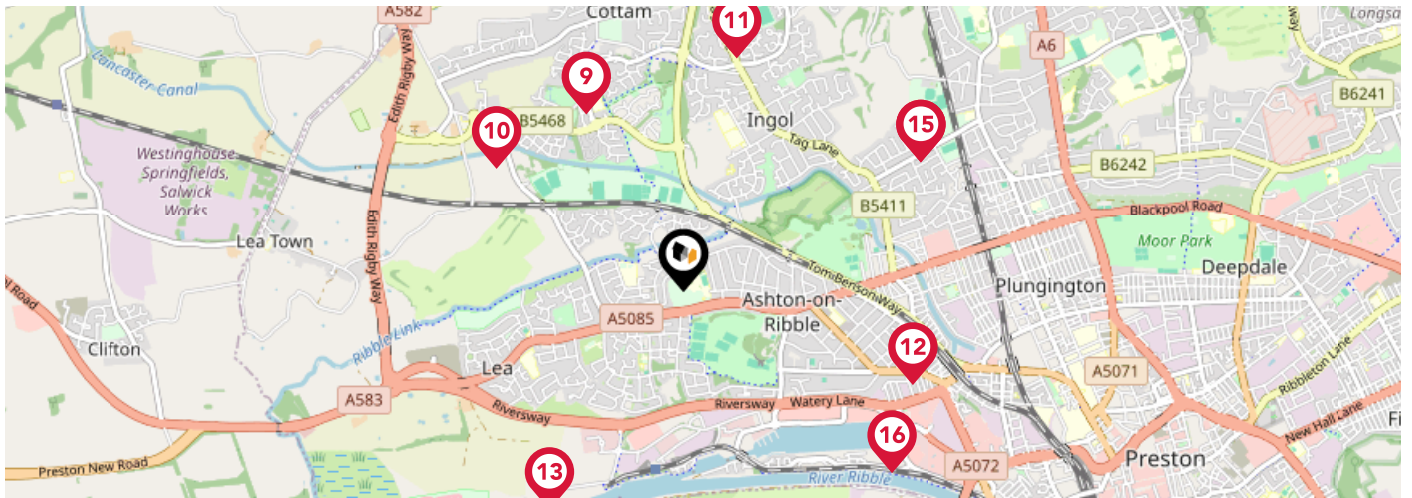 A582
Cottam
11
Longsa
Edith Rigby Way
A6
Lancaster Canal
9
B6241
10
B5468
Ingol
15
Westinghouse
Springfields,
Salwick
Works
Tag Lane
B6242
B5411
Blackpool Road
Lea Town
Edith Rigby Way
Moor Park
Deepdale
Tom Benson Way
Plungington
Ashton-on-
Ribble
A5085
Ribble Link
Clifton
12
Lea
A5071
Ribbleton Lane
A583
Riversway
Riversway
Watery Lane
New Hall Lane
16
Preston New Road
13
A5072
Preston
River Ribble